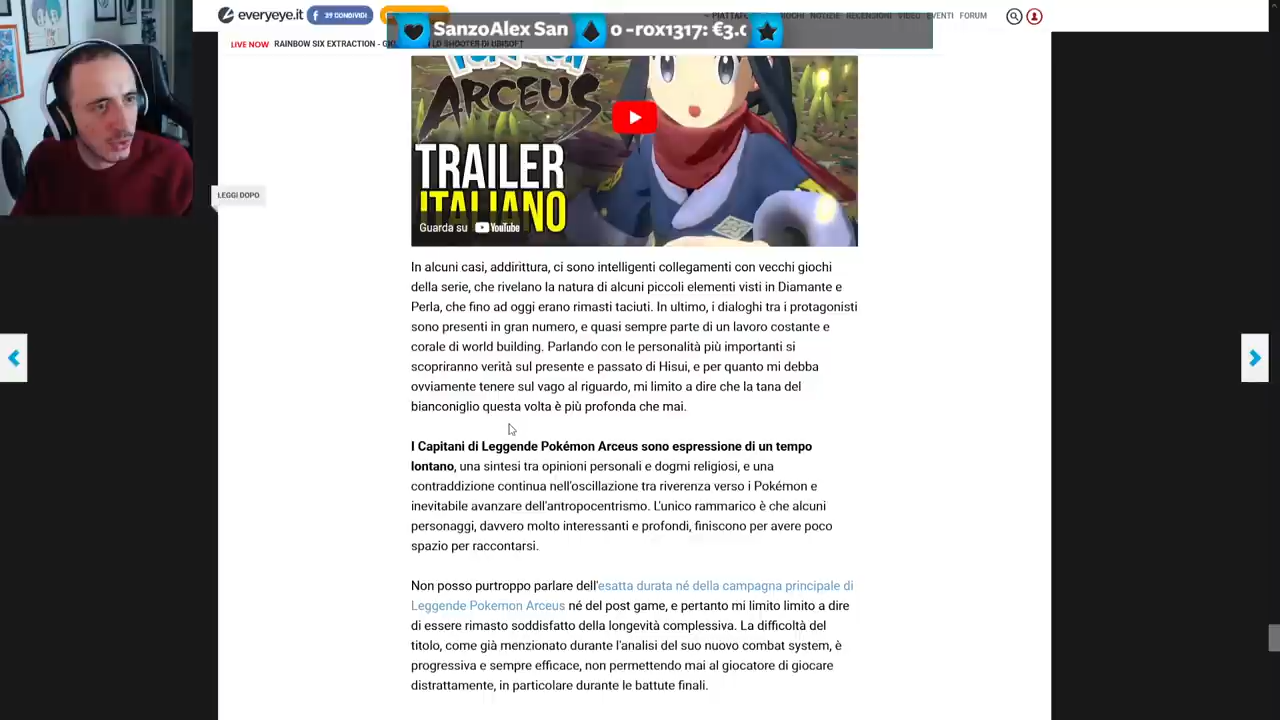 everyeye.it
39 CONDIVIDI
NOTIZIE RECENSIONI VIDEO EVENTI FORUM
SanzoAlex San
o -rox1317: €3.0
LIVE NOW RAINBOW SIX EXTRACTION
LO SHOOTER DI UBISOFT
ARCEUS
TRAILER
ITALIANO
Guarda su YouTube
LEGGI DOPO
In alcuni casi, addirittura, ci sono intelligenti collegamenti con vecchi giochi
della serie, che rivelano la natura di alcuni piccoli elementi visti in Diamante e
Perla, che fino ad oggi erano rimasti taciuti. In ultimo, i dialoghi tra i protagonisti
sono presenti in gran numero, e quasi sempre parte di un lavoro costante e
corale di world building. Parlando con le personalità più importanti si
scopriranno verità sul presente e passato di Hisui, e per quanto mi debba
ovviamente tenere sul vago al riguardo, mi limito a dire che la tana del
bianconiglio questa volta è più profonda che mai.
I Capitani di Leggende Pokémon Arceus sono espressione di un tempo
lontano, una sintesi tra opinioni personali e dogmi religiosi, e una
contraddizione continua nell'oscillazione tra riverenza verso i Pokémon e
inevitabile avanzare dell'antropocentrismo. L'unico rammarico è che alcuni
personaggi, davvero molto interessanti e profondi, finiscono per avere poco
spazio per raccontarsi.
Non posso purtroppo parlare dell'esatta durata né della campagna principale di
Leggende Pokemon Arceus né del post game, e pertanto mi limito limito a dire
di essere rimasto soddisfatto della longevità complessiva. La difficoltà del
titolo, come già menzionato durante l'analisi del suo nuovo combat system, è
progressiva e sempre efficace, non permettendo mai al giocatore di giocare
distrattamente, in particolare durante le battute finali.